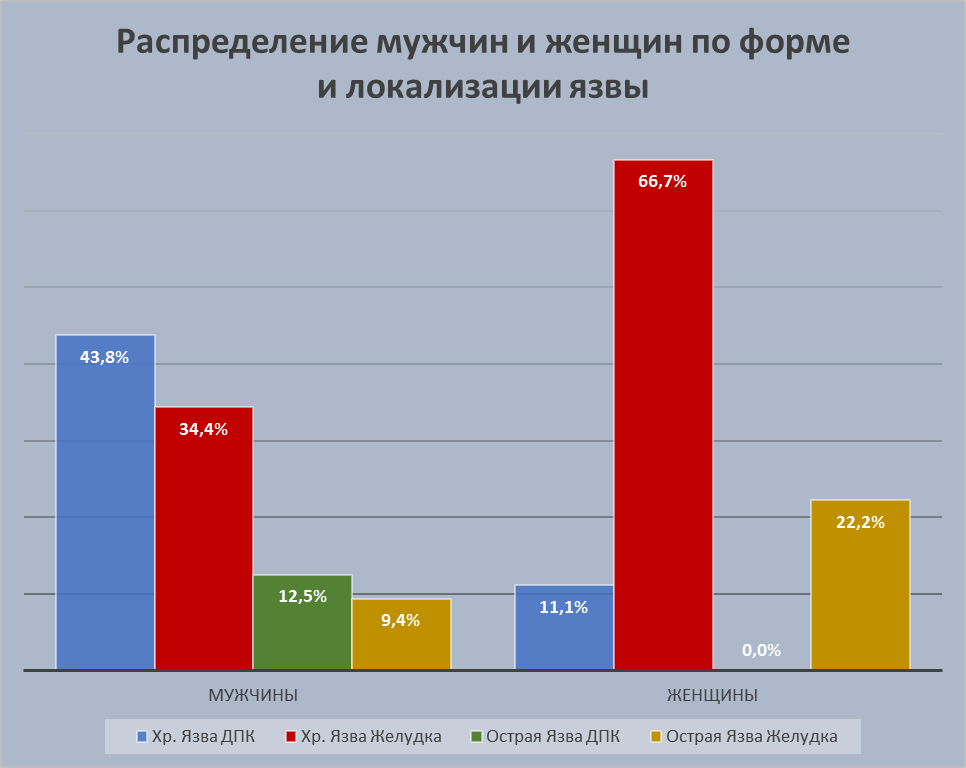 Распределение мужчин и женщин по форме
и локализации язвы
66,7%
43,8%
34,4%
22,2%
12,5%
11,1%
9,4%
0,0%
МУЖЧИНЫ ЖЕНЩИНЫ
Хр. Язва ДПК Хр. Язва Желудка Острая Язва ДПК Острая Язва Желудка